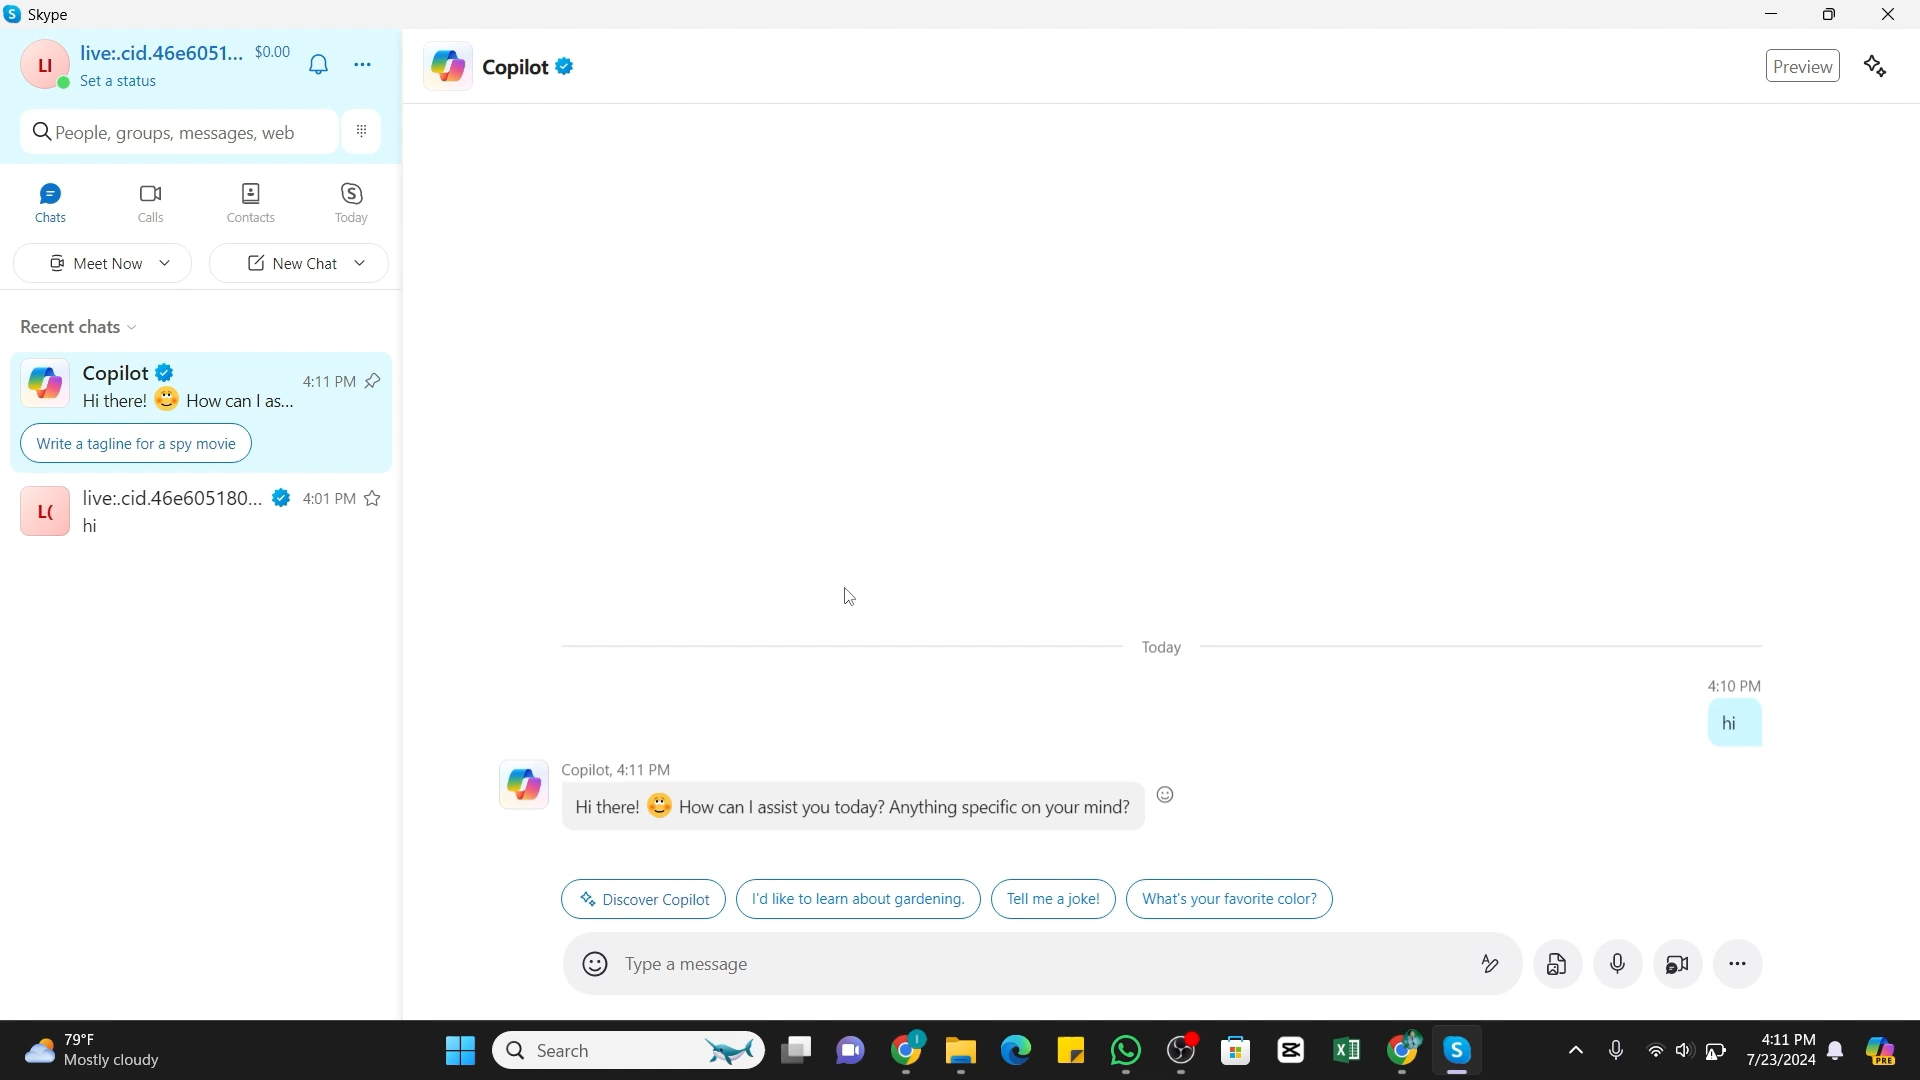 Skype
LI
live:.cid.46e6051... $0.00
Set a status
People, groups, messages, web
Chats
Calls
Contacts
Today
Meet Now
New Chat
Recent chats
Copilot
4:11 PM
Hi there! 😊 How can I as...
Write a tagline for a spy movie
L(
live:.cid.46e605180... 4:01 PM
hi
Copilot
Preview
Today
4:10 PM
hi
Copilot, 4:11 PM
Hi there! 😊 How can I assist you today? Anything specific on your mind?
Discover Copilot
I'd like to learn about gardening.
Tell me a joke!
What's your favorite color?
Type a message
79°F
Mostly cloudy
Search
4:11 PM
7/23/2024
PRE